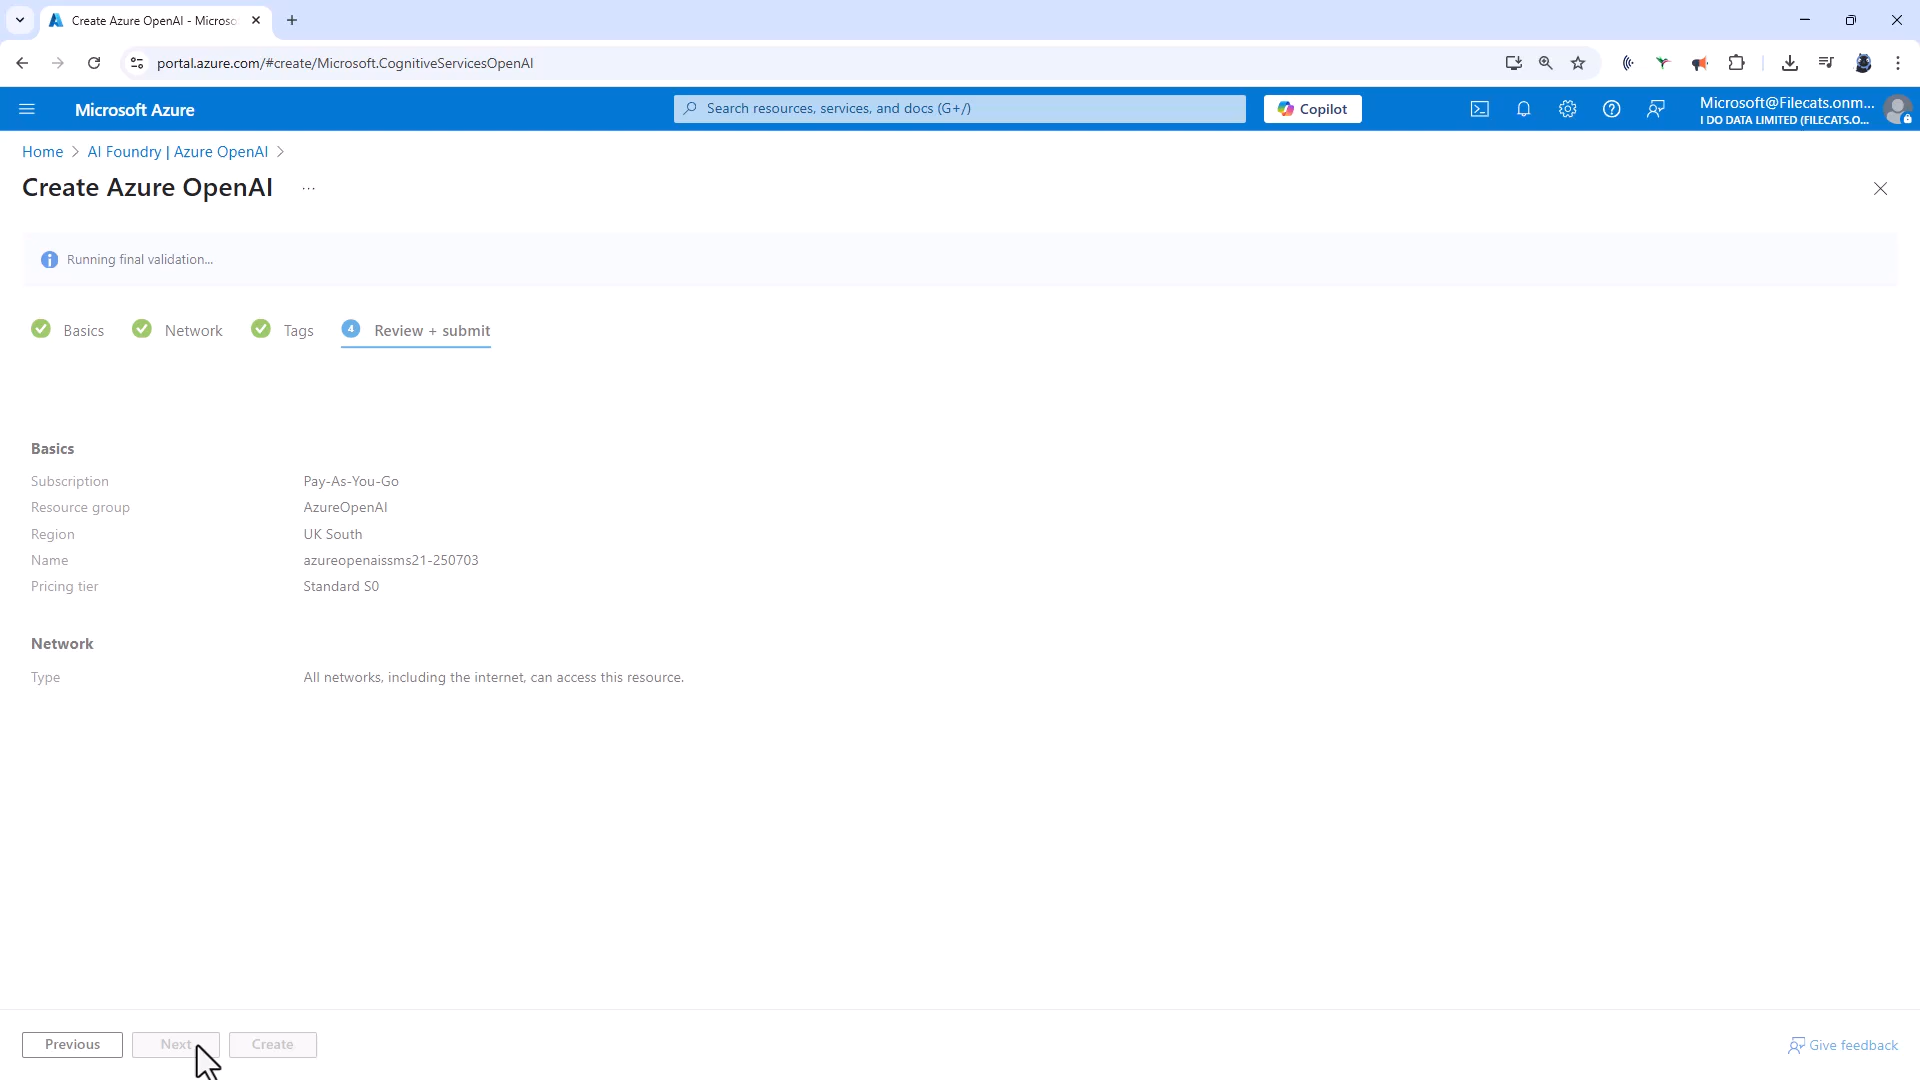 Create Azure OpenAI - Microso
portal.azure.com/#create/Microsoft.CognitiveServicesOpenAI
Microsoft Azure
Search resources, services, and docs (G+/)
Copilot
Microsoft@Filecats.onm...
I DO DATA LIMITED (FILECATS.O...
Home > AI Foundry | Azure OpenAI >
Create Azure OpenAI ...
Running final validation...
Basics
Network
Tags
4 Review + submit
Basics
Subscription Pay-As-You-Go
Resource group AzureOpenAI
Region UK South
Name azureopenaissms21-250703
Pricing tier Standard S0
Network
Type All networks, including the internet, can access this resource.
Previous
Next
Create
Give feedback